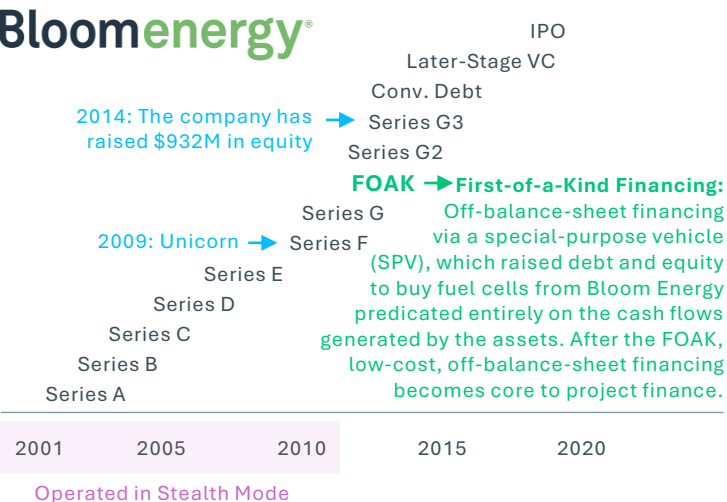 Bloomenergy®
IPO
Later-Stage VC
Conv. Debt
2014: The company has
raised $932M in equity
Series G3
Series G2
FOAK
First-of-a-Kind Financing:
Off-balance-sheet financing
via a special-purpose vehicle
(SPV), which raised debt and equity
to buy fuel cells from Bloom Energy
predicated entirely on the cash flows
generated by the assets. After the FOAK,
low-cost, off-balance-sheet financing
becomes core to project finance.
Series G
2009: Unicorn
Series F
Series E
Series D
Series C
Series B
Series A
2001 2005 2010 2015 2020
Operated in Stealth Mode